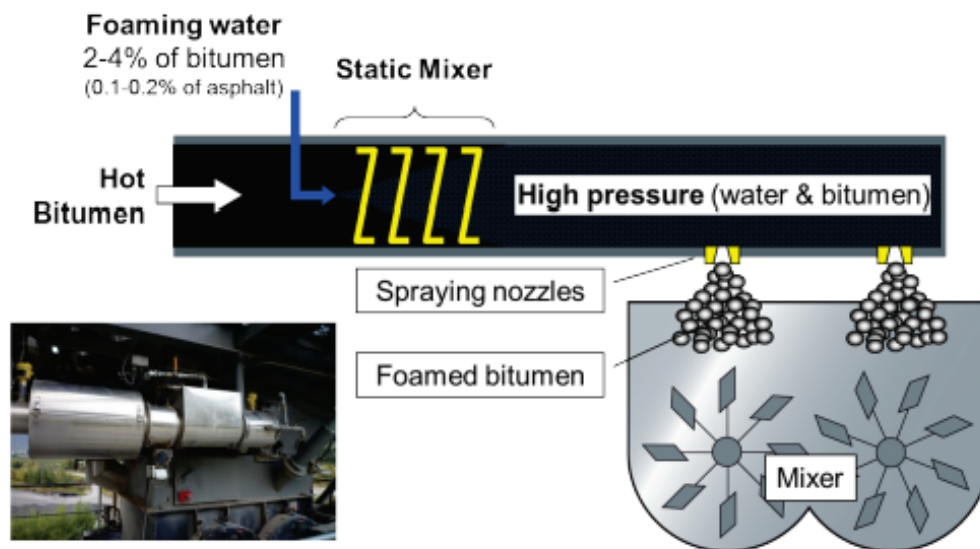 Foaming water
2-4% of bitumen
(0.1-0.2% of asphalt)
Static Mixer
Hot
Bitumen
High pressure (water & bitumen)
Spraying nozzles
Foamed bitumen
Mixer